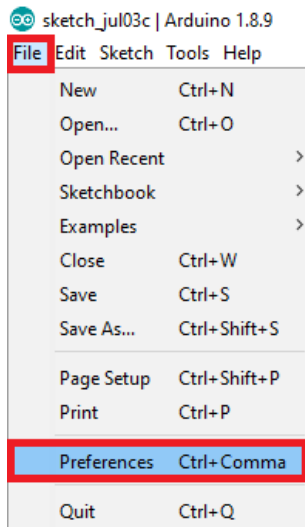 sketch_jul03c | Arduino 1.8.9
File Edit Sketch Tools Help
New Ctrl+N
Open... Ctrl+O
Open Recent
Sketchbook
Examples
Close Ctrl+W
Save Ctrl+S
Save As... Ctrl+Shift+S
Page Setup Ctrl+Shift+P
Print Ctrl+P
Preferences Ctrl+Comma
Quit Ctrl+Q